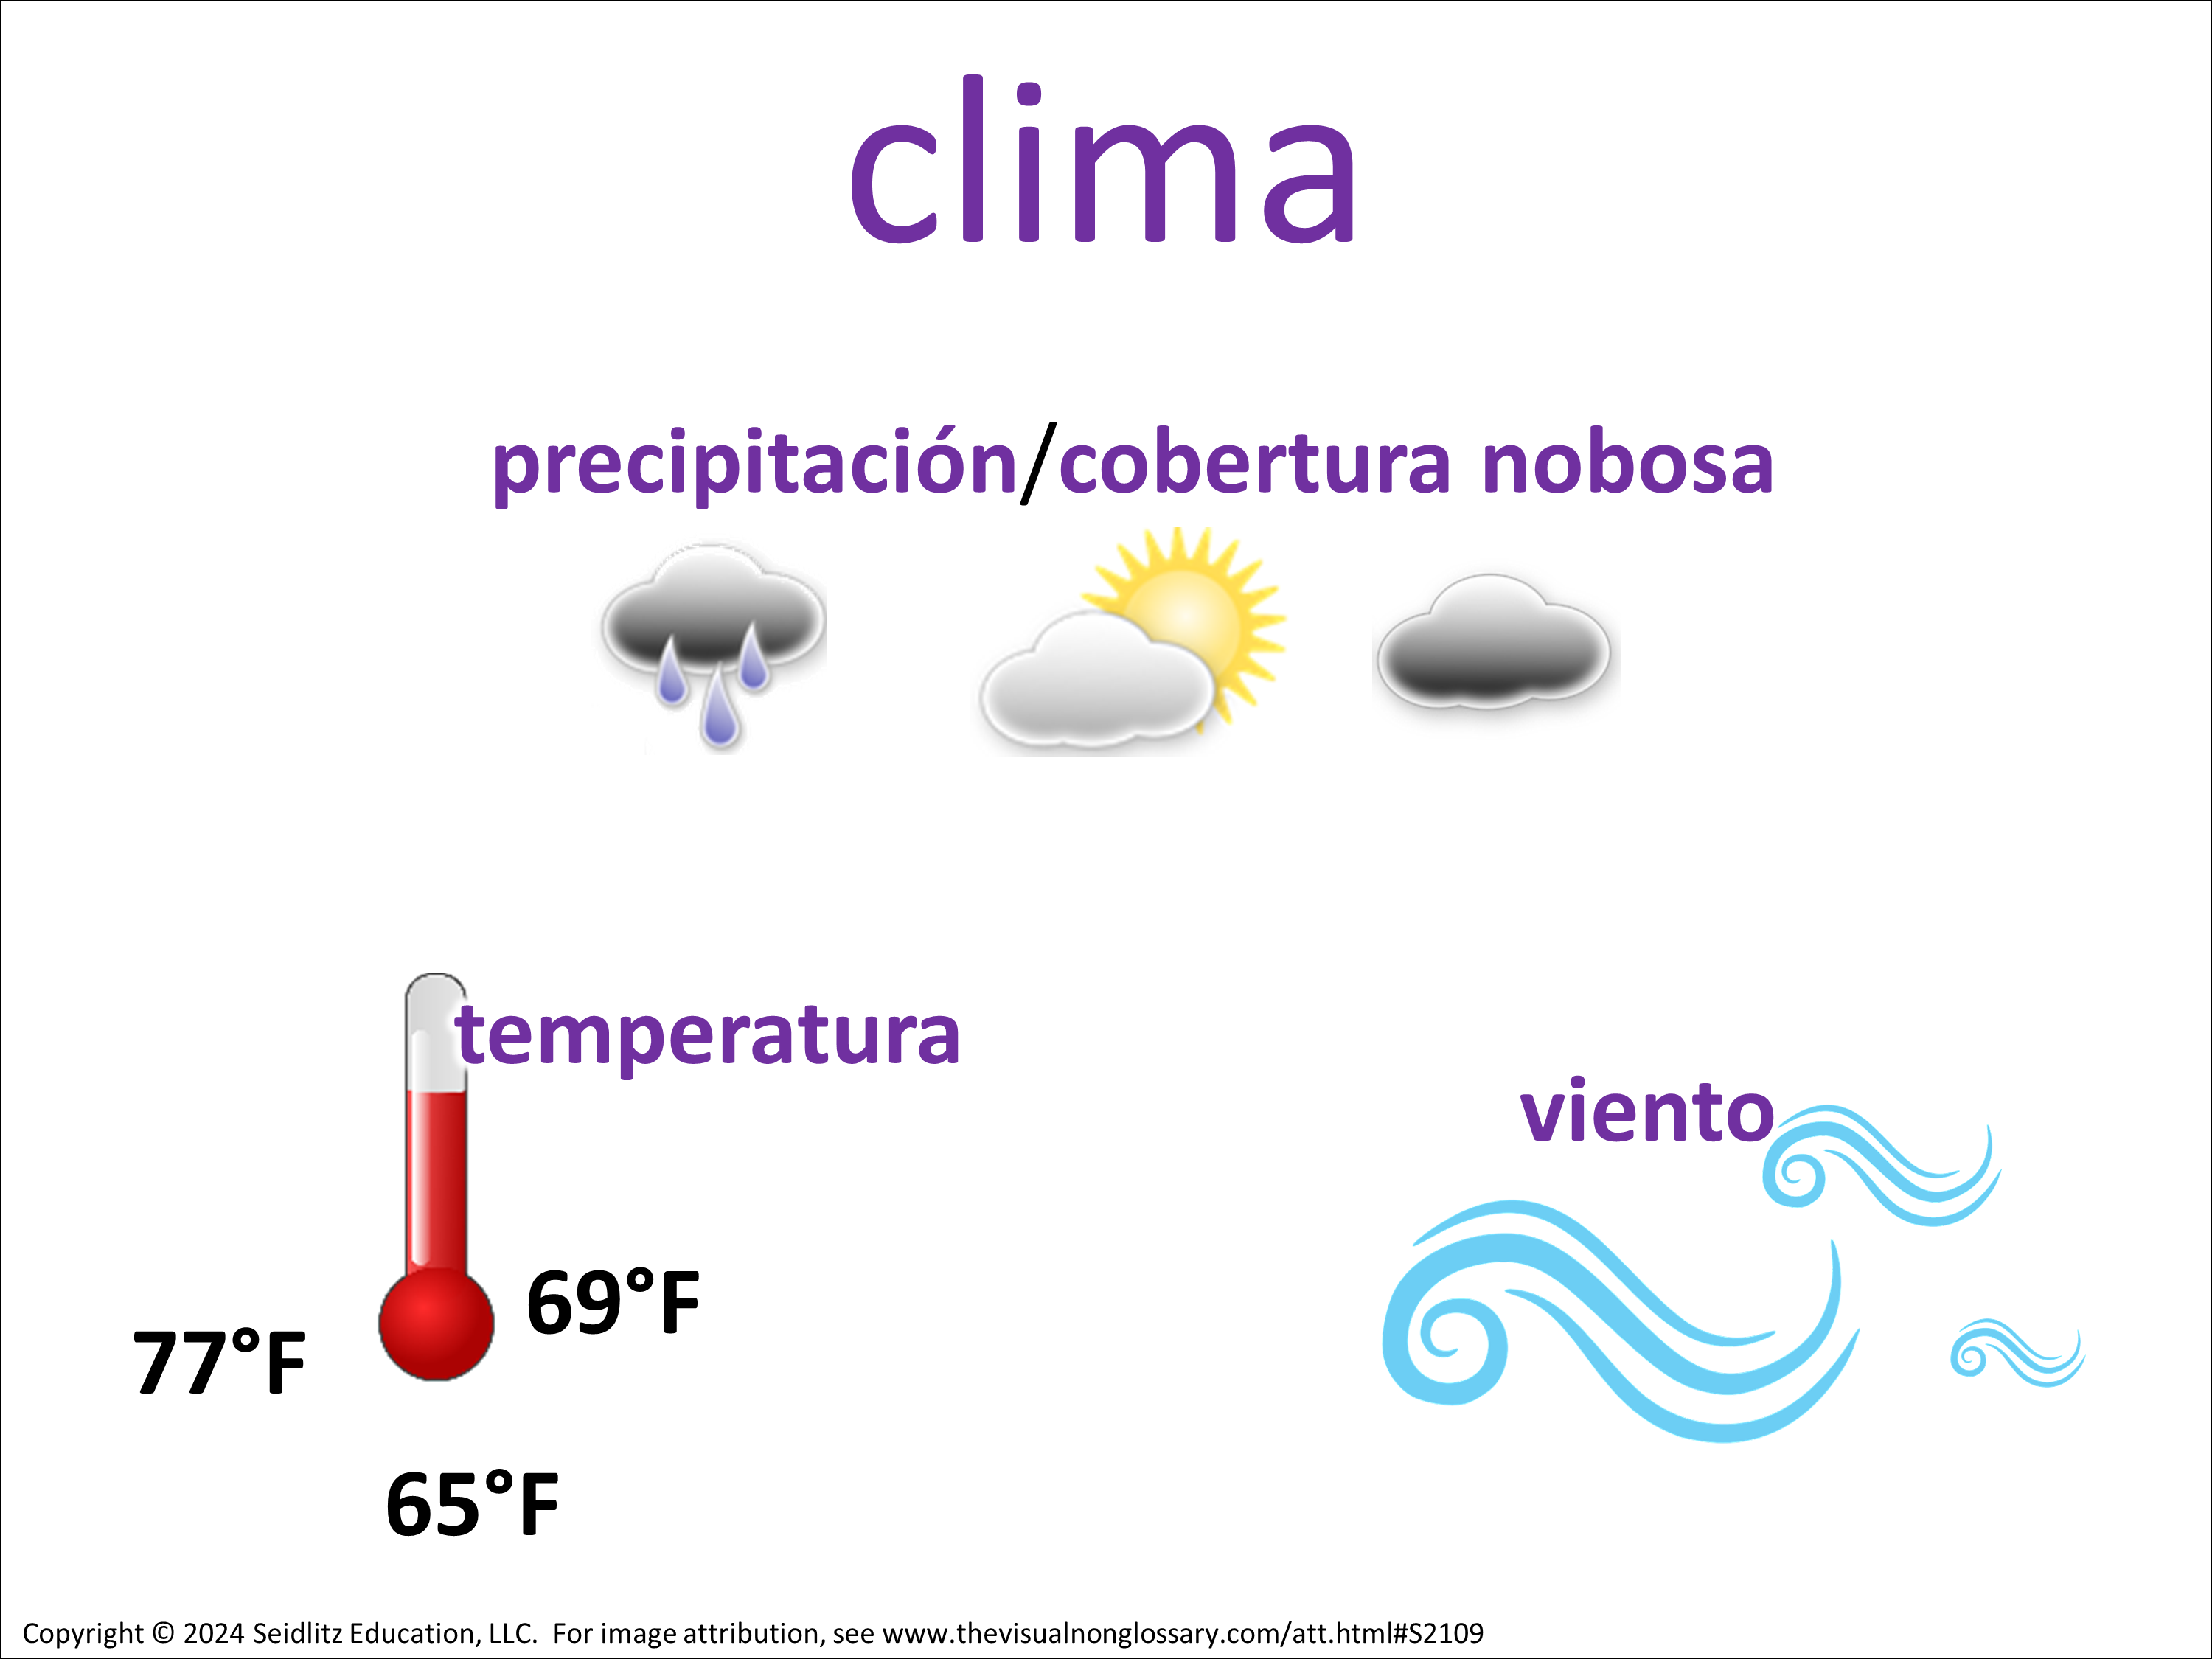 clima
precipitación/cobertura nobosa
temperatura
viento
69°F
77°F
65°F
Copyright © 2024 Seidlitz Education, LLC.  For image attribution, see www.thevisualnonglossary.com/att.html#S2109